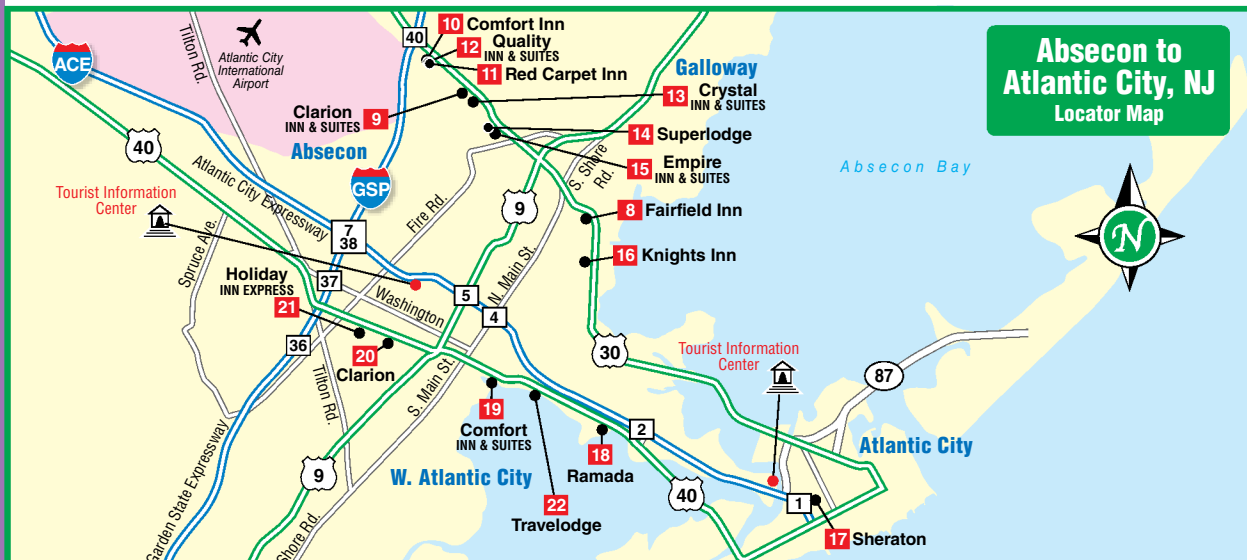 Absecon to
Atlantic City, NJ
Locator Map
ACE
Tilton Rd.
Atlantic City
International
Airport
40
10 Comfort Inn
12 Quality
INN & SUITES
11 Red Carpet Inn
Galloway
13 Crystal
INN & SUITES
9 Clarion
INN & SUITES
14 Superlodge
15 Empire
INN & SUITES
Absecon
Absecon Bay
40
GSP
Atlantic City Expressway
Tourist Information
Center
Fire Rd.
S. Shore
Rd.
9
8 Fairfield Inn
16 Knights Inn
N
7
38
Spruce Ave.
37
Holiday
INN EXPRESS
21
Washington
N. Main St.
5
4
36
20
Clarion
30
Tourist Information
Center
87
Tilton Rd.
S. Main St.
19
Comfort
INN & SUITES
2
18
Ramada
Atlantic City
W. Atlantic City
9
22
Travelodge
40
1
17 Sheraton
Garden State Expressway
Shore Rd.